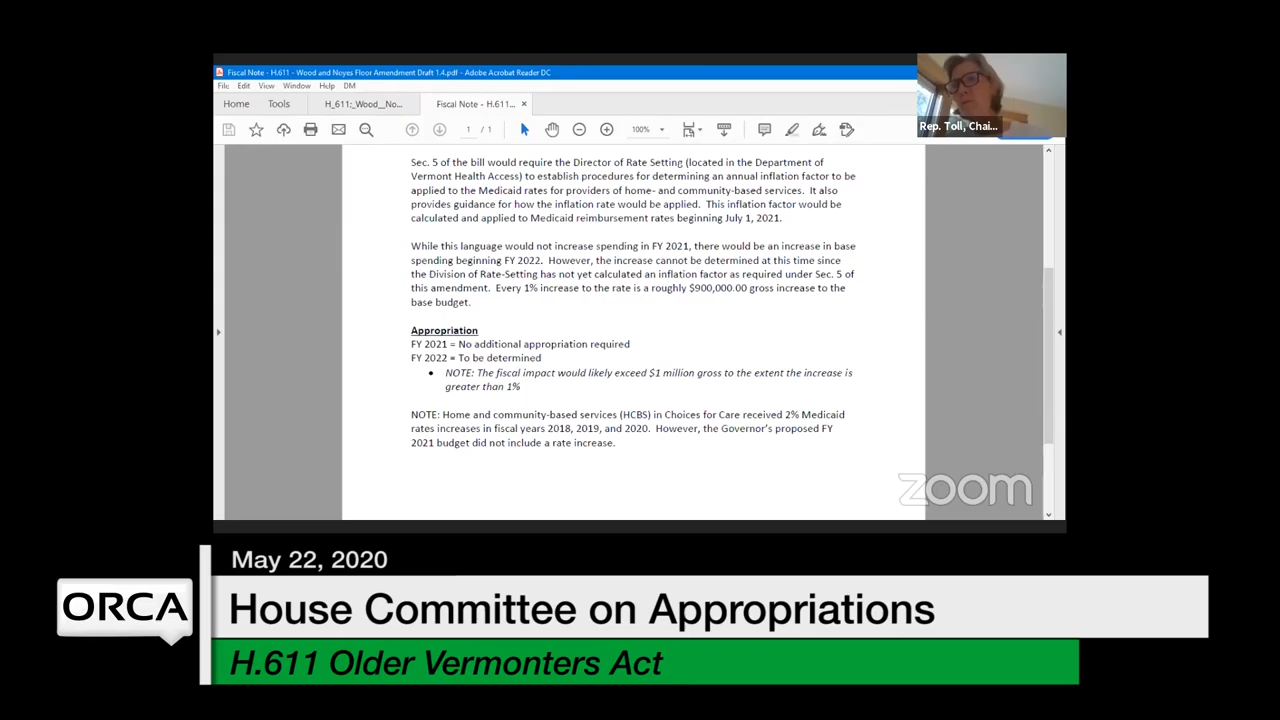 Fiscal Note - H.611 - Wood and Noyes Floor Amendment Draft 1.4.pdf - Adobe Acrobat Reader DC
File Edit View Window Help DM
Home Tools H_611:_Wood__No... Fiscal Note - H.611... ×
1 / 1 100%
Rep. Toll, Chai...
Sec. 5 of the bill would require the Director of Rate Setting (located in the Department of
Vermont Health Access) to establish procedures for determining an annual inflation factor to be
applied to the Medicaid rates for providers of home- and community-based services. It also
provides guidance for how the inflation rate would be applied. This inflation factor would be
calculated and applied to Medicaid reimbursement rates beginning July 1, 2021.
While this language would not increase spending in FY 2021, there would be an increase in base
spending beginning FY 2022. However, the increase cannot be determined at this time since
the Division of Rate-Setting has not yet calculated an inflation factor as required under Sec. 5 of
this amendment. Every 1% increase to the rate is a roughly $900,000.00 gross increase to the
base budget.
Appropriation
FY 2021 = No additional appropriation required
FY 2022 = To be determined
• NOTE: The fiscal impact would likely exceed $1 million gross to the extent the increase is
greater than 1%
NOTE: Home and community-based services (HCBS) in Choices for Care received 2% Medicaid
rates increases in fiscal years 2018, 2019, and 2020. However, the Governor's proposed FY
2021 budget did not include a rate increase.
zoom
May 22, 2020
ORCA
House Committee on Appropriations
H.611 Older Vermonters Act